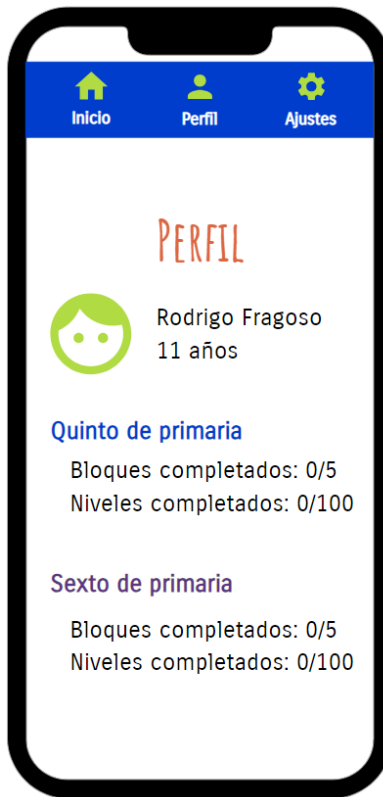 Inicio Perfil Ajustes
PERFIL
Rodrigo Fragoso
11 años
Quinto de primaria
Bloques completados: 0/5
Niveles completados: 0/100
Sexto de primaria
Bloques completados: 0/5
Niveles completados: 0/100